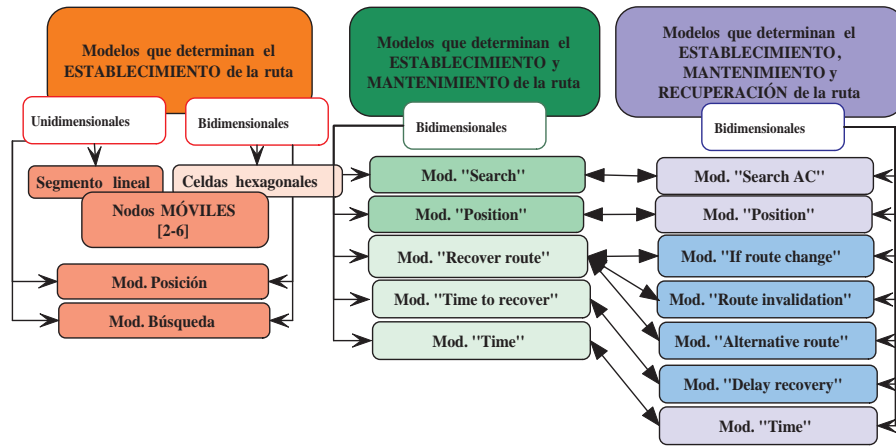 Modelos que determinan el
ESTABLECIMIENTO de la ruta
Unidimensionales
Bidimensionales
Segmento lineal
Celdas hexagonales
Nodos MÓVILES
[2-6]
Mod. Posición
Mod. Búsqueda
Modelos que determinan el
ESTABLECIMIENTO y
MANTENIMIENTO de la ruta
Bidimensionales
Mod. "Search"
Mod. "Position"
Mod. "Recover route"
Mod. "Time to recover"
Mod. "Time"
Modelos que determinan el
ESTABLECIMIENTO,
MANTENIMIENTO y
RECUPERACIÓN de la ruta
Bidimensionales
Mod. "Search AC"
Mod. "Position"
Mod. "If route change"
Mod. "Route invalidation"
Mod. "Alternative route"
Mod. "Delay recovery"
Mod. "Time"